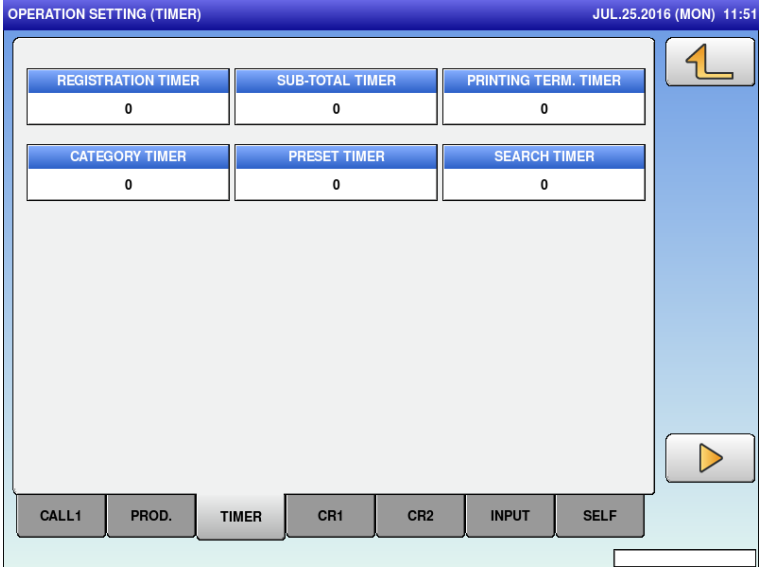 OPERATION SETTING (TIMER) JUL.25.2016 (MON) 11:51
REGISTRATION TIMER SUB-TOTAL TIMER PRINTING TERM. TIMER
0 0 0
CATEGORY TIMER PRESET TIMER SEARCH TIMER
0 0 0
CALL1 PROD. TIMER CR1 CR2 INPUT SELF